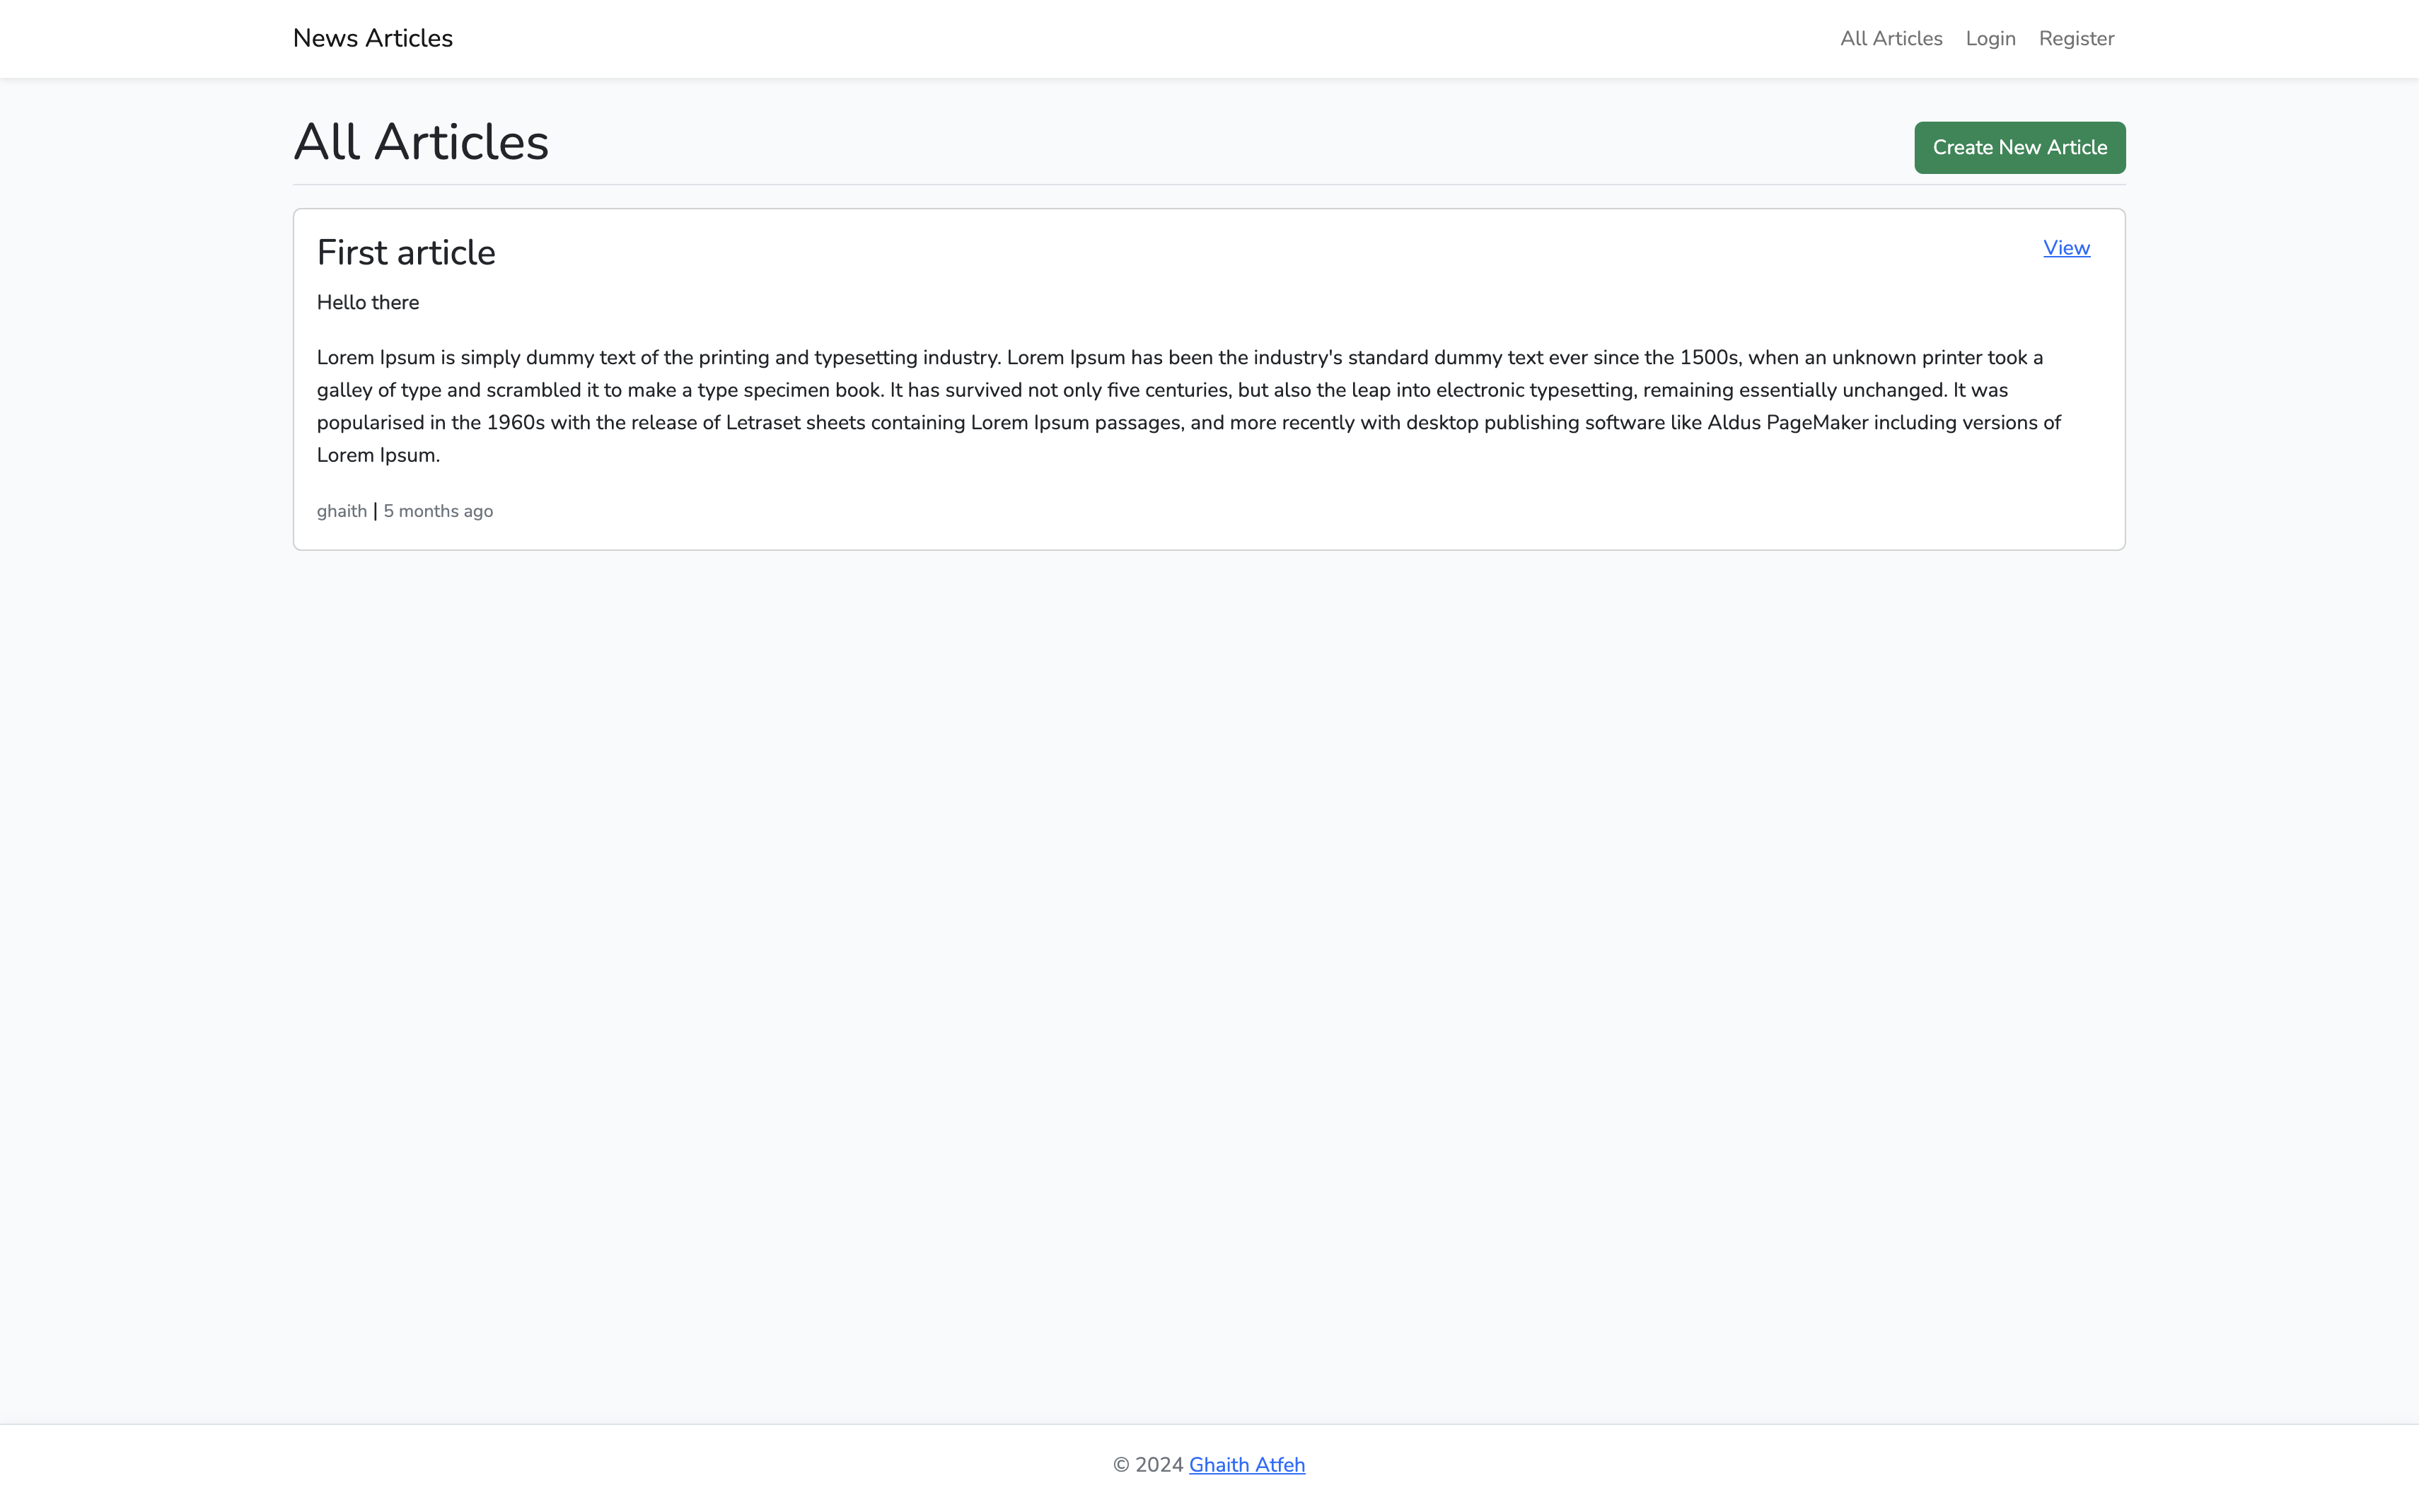 News Articles
All Articles Login Register
All Articles
Create New Article
First article
View
Hello there
Lorem Ipsum is simply dummy text of the printing and typesetting industry. Lorem Ipsum has been the industry's standard dummy text ever since the 1500s, when an unknown printer took a
galley of type and scrambled it to make a type specimen book. It has survived not only five centuries, but also the leap into electronic typesetting, remaining essentially unchanged. It was
popularised in the 1960s with the release of Letraset sheets containing Lorem Ipsum passages, and more recently with desktop publishing software like Aldus PageMaker including versions of
Lorem Ipsum.
ghaith | 5 months ago
© 2024 Ghaith Atfeh